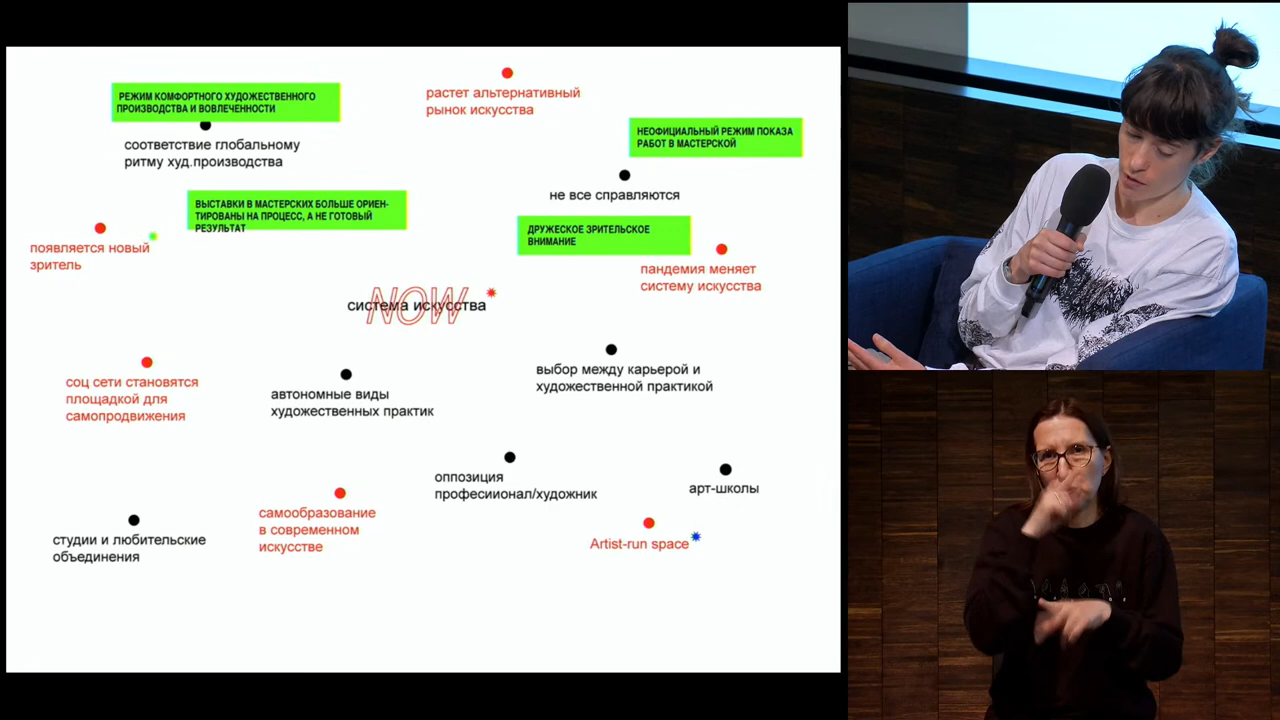 РЕЖИМ КОМФОРТНОГО ХУДОЖЕСТВЕННОГО
ПРОИЗВОДСТВА И ВОВЛЕЧЕННОСТИ
соответствие глобальному
ритму худ.производства
растет альтернативный
рынок искусства
НЕОФИЦИАЛЬНЫЙ РЕЖИМ ПОКАЗА
РАБОТ В МАСТЕРСКОЙ
не все справляются
ВЫСТАВКИ В МАСТЕРСКИХ БОЛЬШЕ ОРИЕН-
ТИРОВАНЫ НА ПРОЦЕСС, А НЕ ГОТОВЫЙ
РЕЗУЛЬТАТ
ДРУЖЕСКОЕ ЗРИТЕЛЬСКОЕ
ВНИМАНИЕ
появляется новый
зритель
пандемия меняет
систему искусства
система искусства
NOW
соц сети становятся
площадкой для
самопродвижения
автономные виды
художественных практик
выбор между карьерой и
художественной практикой
оппозиция
професиионал/художник
арт-школы
самообразование
в современном
искусстве
студии и любительские
объединения
Artist-run space